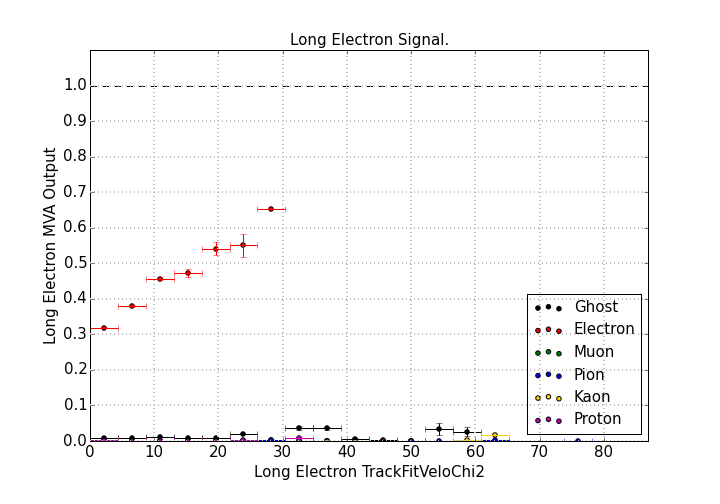 Long Electron Signal.
1.0
0.9
0.8
0.7
0.6
0.5
0.4
0.3
0.2
0.1
0.0
Long Electron MVA Output
Ghost
Electron
Muon
Pion
Kaon
Proton
0 10 20 30 40 50 60 70 80
Long Electron TrackFitVeloChi2